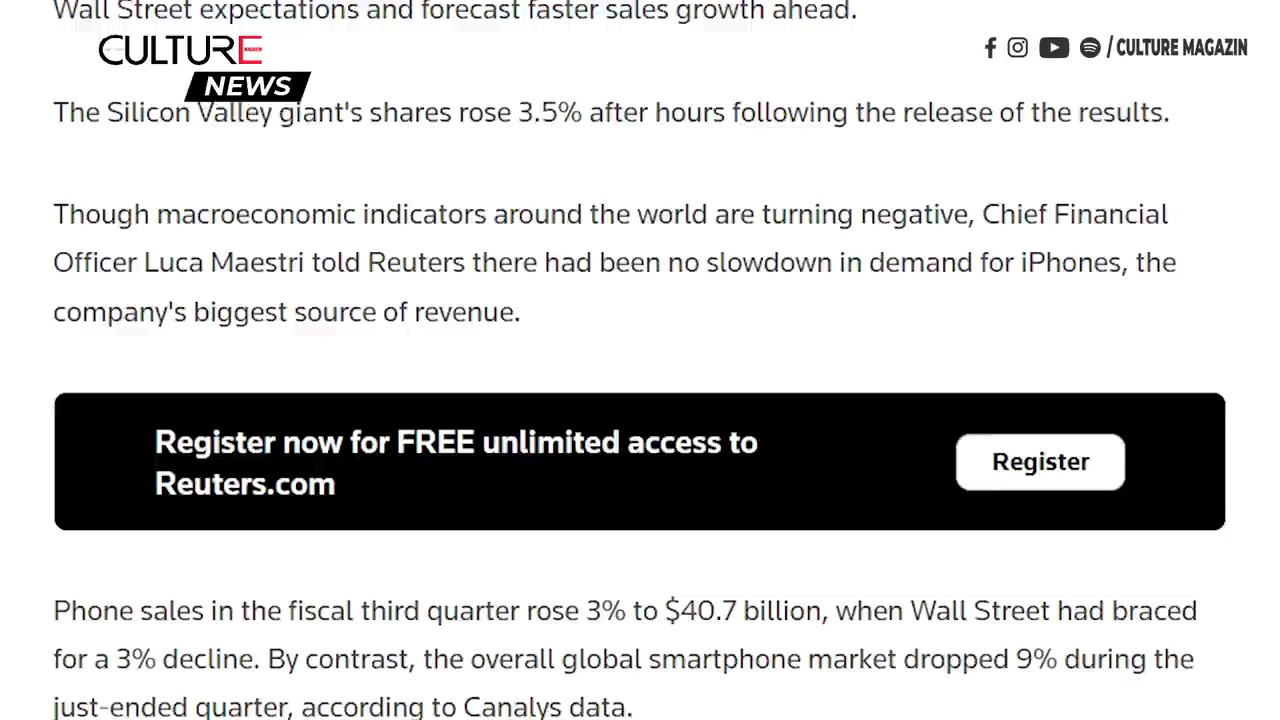 Wall Street expectations and forecast faster sales growth ahead.
CULTURE
NEWS
/ CULTURE MAGAZIN
The Silicon Valley giant's shares rose 3.5% after hours following the release of the results.
Though macroeconomic indicators around the world are turning negative, Chief Financial
Officer Luca Maestri told Reuters there had been no slowdown in demand for iPhones, the
company's biggest source of revenue.
Register now for FREE unlimited access to
Reuters.com
Register
Phone sales in the fiscal third quarter rose 3% to $40.7 billion, when Wall Street had braced
for a 3% decline. By contrast, the overall global smartphone market dropped 9% during the
just-ended quarter, according to Canalys data.